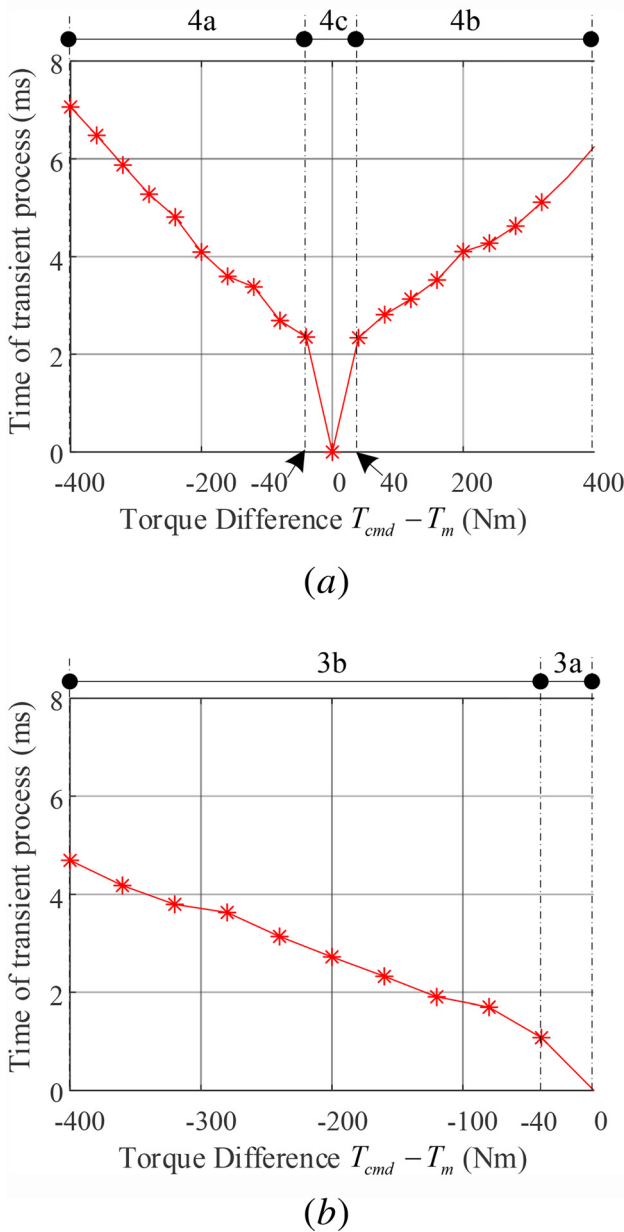 4a 4c 4b
8
6
4
2
0
Time of transient process (ms)
-400 -200 -40 0 40 200 400
Torque Difference T_cmd − T_m (Nm)
(a)
3b 3a
8
6
4
2
0
Time of transient process (ms)
-400 -300 -200 -100 -40 0
Torque Difference T_cmd − T_m (Nm)
(b)